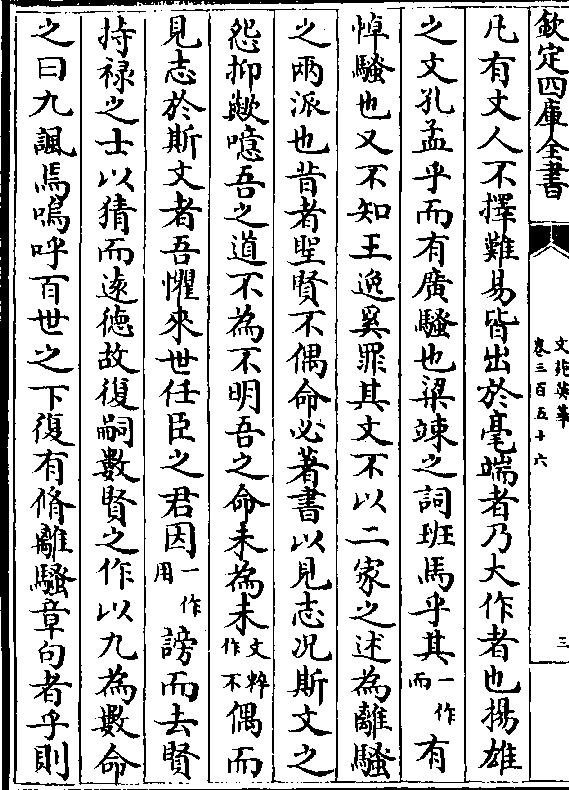 欽定四庫全書
文苑英華
卷三百五十六
三
凡有文人不擇難易皆出於毫端者乃大作者也揚雄
之文孔孟乎而有廣騷也梁竦之詞班馬乎其一作而有
悼騷也又不知王逸奚罪其文不以二家之述為離騷
之兩派也昔者聖賢不偶命必著書以見志況斯文之
怨抑歟噫吾之道不為不明吾之命未為未文粹作不偶而
見志於斯文者吾懼來世任臣之君因一作用謗而去賢
持祿之士以猜而遠德故復嗣數賢之作以九為數命
之曰九諷焉嗚呼百世之下復有脩離騷章句者乎則